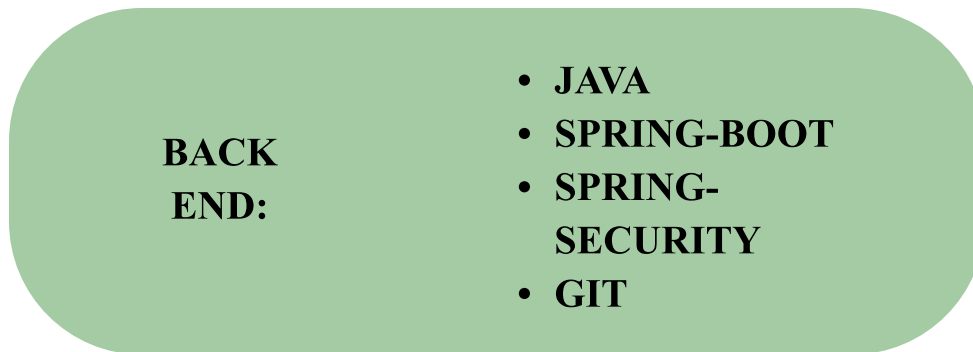 BACK
END:
• JAVA
• SPRING-BOOT
• SPRING-
SECURITY
• GIT